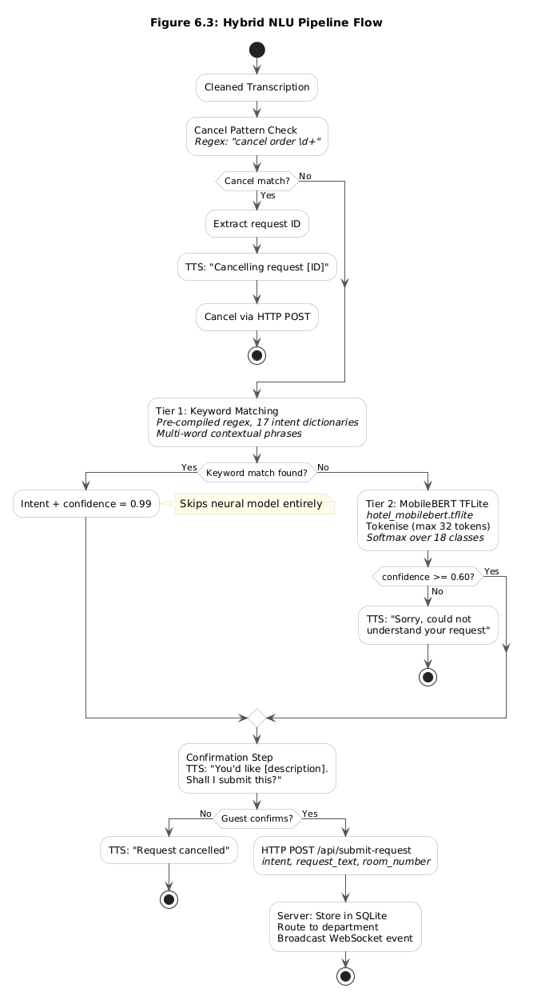 Figure 6.3: Hybrid NLU Pipeline Flow
Cleaned Transcription
Cancel Pattern Check
Regex: "cancel order \d+"
Cancel match?
No
Yes
Extract request ID
TTS: "Cancelling request [ID]"
Cancel via HTTP POST
Tier 1: Keyword Matching
Pre-compiled regex, 17 intent dictionaries
Multi-word contextual phrases
Yes
Keyword match found?
No
Intent + confidence = 0.99
Skips neural model entirely
Tier 2: MobileBERT TFLite
hotel_mobilebert.tflite
Tokenise (max 32 tokens)
Softmax over 18 classes
confidence >= 0.60?
Yes
No
TTS: "Sorry, could not
understand your request"
Confirmation Step
TTS: "You'd like [description].
Shall I submit this?"
No
Guest confirms?
Yes
TTS: "Request cancelled"
HTTP POST /api/submit-request
intent, request_text, room_number
Server: Store in SQLite
Route to department
Broadcast WebSocket event